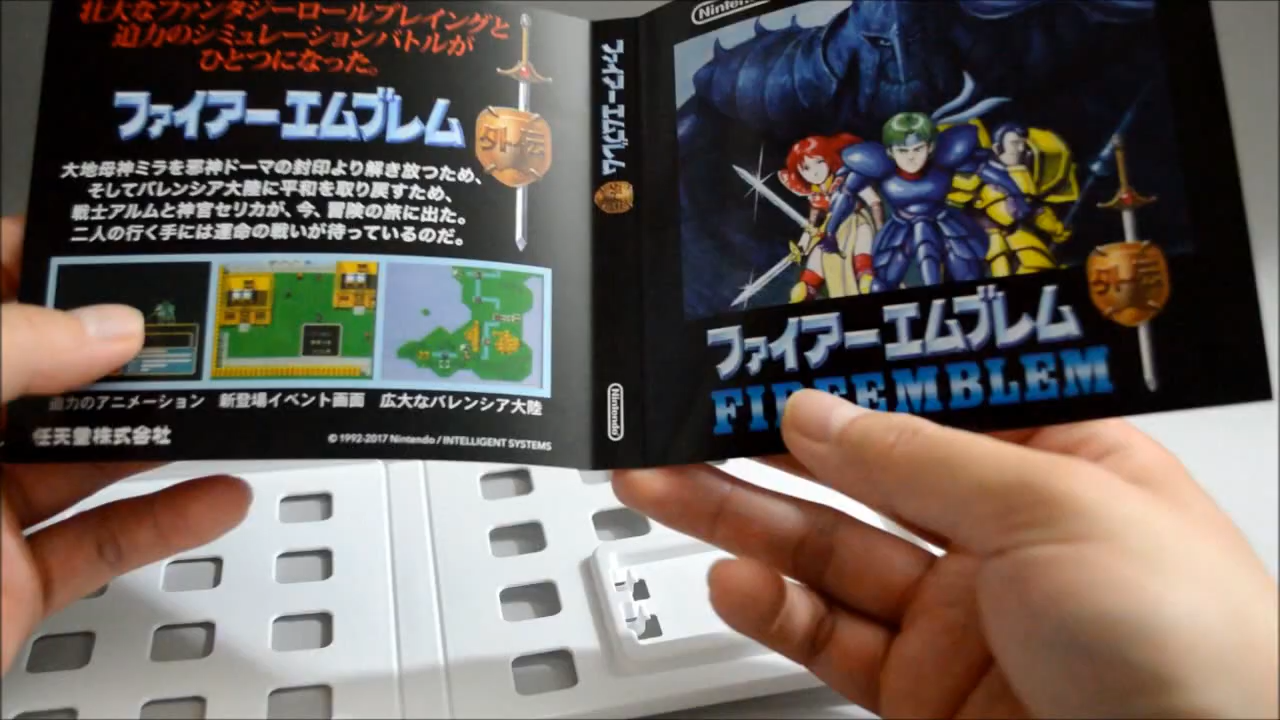 壮大なファンタジーロールプレイングと
迫力のシミュレーションバトルが
ひとつになった。
ファイアーエムブレム
外伝
大地母神ミラを邪神ドーマの封印より解き放つため、
そしてバレンシア大陸に平和を取り戻すため、
戦士アルムと神官セリカが、今、冒険の旅に出た。
二人の行く手には運命の戦いが待っているのだ。
迫力のアニメーション
新登場イベント画面
広大なバレンシア大陸
任天堂株式会社
© 1992-2017 Nintendo / INTELLIGENT SYSTEMS
ファイアーエムブレム
外伝
Nintendo
Nintendo
外伝
ファイアーエムブレム
FIREEMBLEM